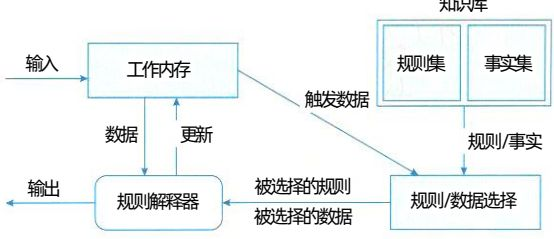 知识库
输入
工作内存
规则集
事实集
触发数据
数据
更新
规则/事实
输出
规则解释器
被选择的规则
被选择的数据
规则/数据选择